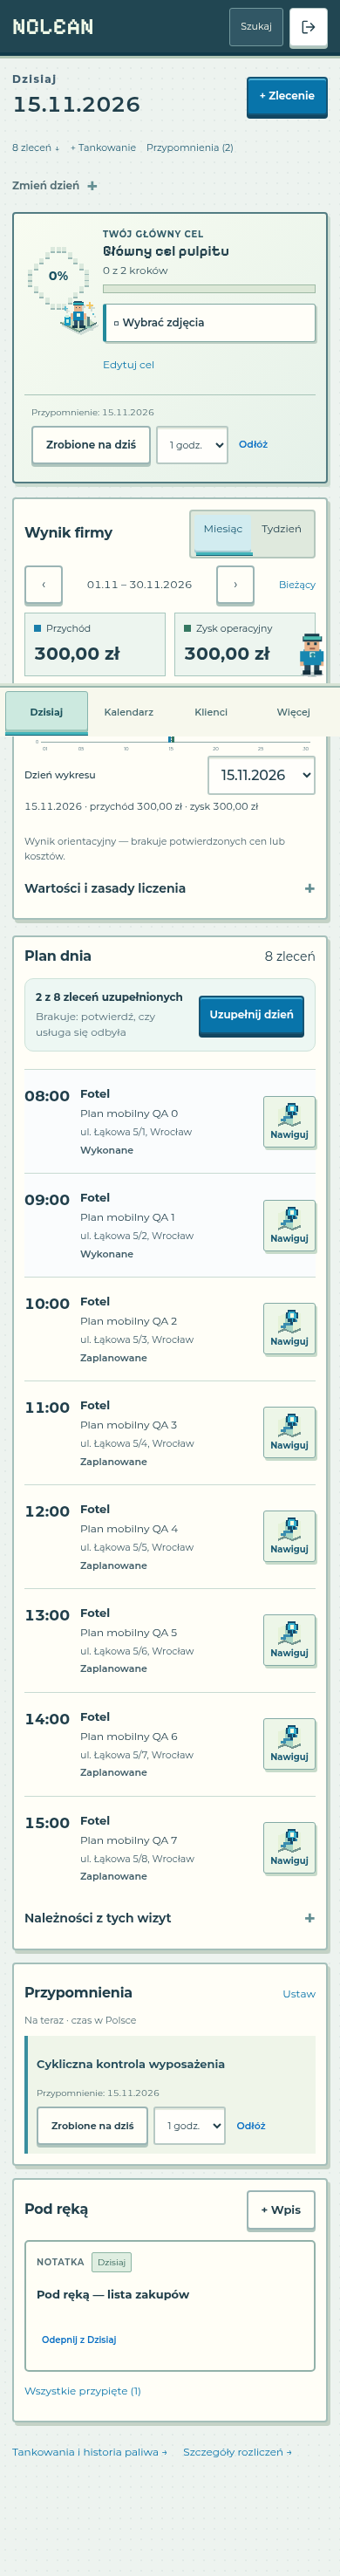 NOLEAN
Szukaj
Dzisiaj
15.11.2026
+ Zlecenie
8 zleceń ↓ + Tankowanie Przypomnienia (2)
Zmień dzień +
TWÓJ GŁÓWNY CEL
Główny cel pulpitu
0%
0 z 2 kroków
Wybrać zdjęcia
Edytuj cel
Przypomnienie: 15.11.2026
Zrobione na dziś 1 godz. Odłóż
Wynik firmy
Miesiąc Tydzień
‹ 01.11 – 30.11.2026 › Bieżący
Przychód
300,00 zł
Zysk operacyjny
300,00 zł
Dzisiaj Kalendarz Klienci Więcej
Dzień wykresu 15.11.2026
15.11.2026 · przychód 300,00 zł · zysk 300,00 zł
Wynik orientacyjny — brakuje potwierdzonych cen lub
kosztów.
Wartości i zasady liczenia +
Plan dnia 8 zleceń
2 z 8 zleceń uzupełnionych
Brakuje: potwierdź, czy
usługa się odbyła
Uzupełnij dzień
08:00 Fotel
Plan mobilny QA 0
ul. Łąkowa 5/1, Wrocław
Wykonane
Nawiguj
09:00 Fotel
Plan mobilny QA 1
ul. Łąkowa 5/2, Wrocław
Wykonane
Nawiguj
10:00 Fotel
Plan mobilny QA 2
ul. Łąkowa 5/3, Wrocław
Zaplanowane
Nawiguj
11:00 Fotel
Plan mobilny QA 3
ul. Łąkowa 5/4, Wrocław
Zaplanowane
Nawiguj
12:00 Fotel
Plan mobilny QA 4
ul. Łąkowa 5/5, Wrocław
Zaplanowane
Nawiguj
13:00 Fotel
Plan mobilny QA 5
ul. Łąkowa 5/6, Wrocław
Zaplanowane
Nawiguj
14:00 Fotel
Plan mobilny QA 6
ul. Łąkowa 5/7, Wrocław
Zaplanowane
Nawiguj
15:00 Fotel
Plan mobilny QA 7
ul. Łąkowa 5/8, Wrocław
Zaplanowane
Nawiguj
Należności z tych wizyt +
Przypomnienia Ustaw
Na teraz · czas w Polsce
Cykliczna kontrola wyposażenia
Przypomnienie: 15.11.2026
Zrobione na dziś 1 godz. Odłóż
Pod ręką + Wpis
NOTATKA Dzisiaj
Pod ręką — lista zakupów
Odepnij z Dzisiaj
Wszystkie przypięte (1)
Tankowania i historia paliwa → Szczegóły rozliczeń →